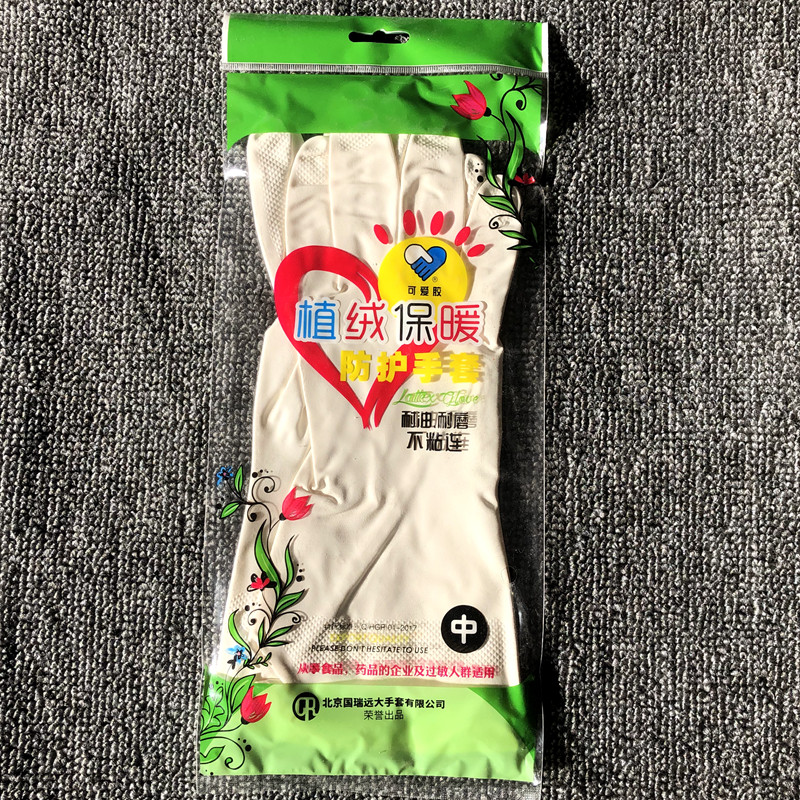 ®
可爱胶
植绒保暖
防护手套
Latex Glove
耐油耐磨
不粘连
Q/HGR 01-2017
PLEASE DON'T HESITATE TO USE
中
从事食品、药品的企业及过敏人群适用
北京国瑞远大手套有限公司
荣誉出品